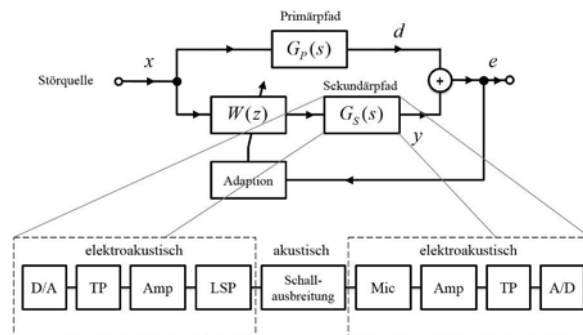 Primärpfad
x
G_P(s)
d
e
Störquelle
+
Sekundärpfad
W(z)
G_S(s)
y
Adaption
elektroakustisch
akustisch
elektroakustisch
D/A
TP
Amp
LSP
Schall-
ausbreitung
Mic
Amp
TP
A/D